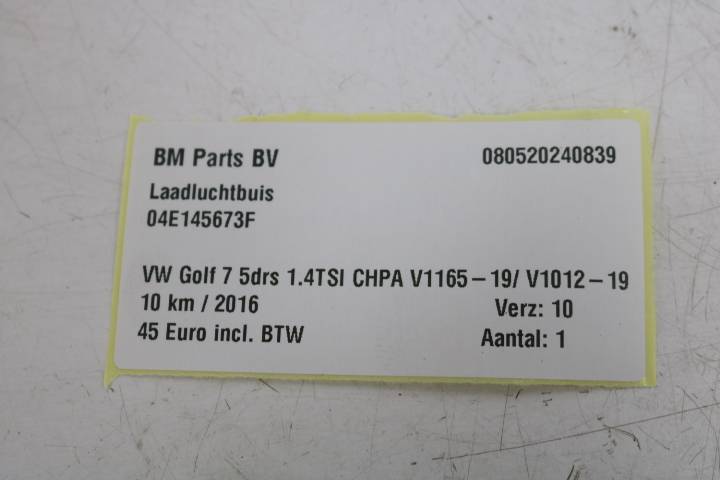 BM Parts BV 080520240839
Laadluchtbuis
04E145673F
VW Golf 7 5drs 1.4TSI CHPA V1165-19/ V1012-19
10 km / 2016 Verz: 10
45 Euro incl. BTW Aantal: 1